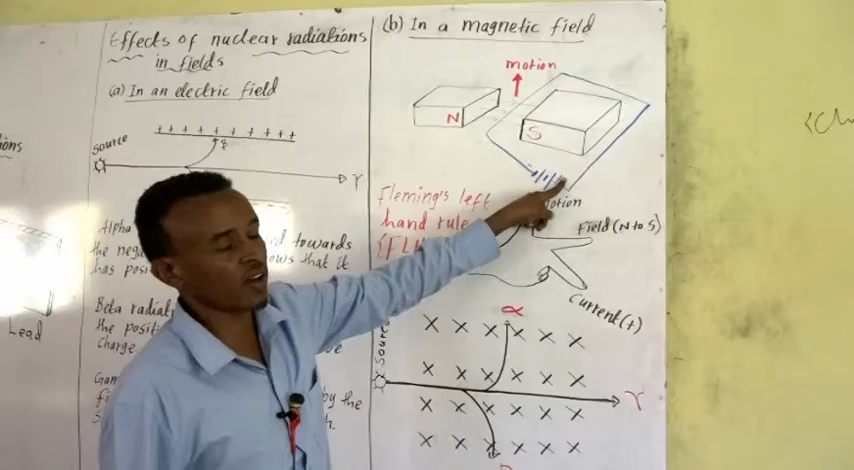 Effects of nuclear radiations
in fields
(a) In an electric field
+ + + + + + + + + +
Source
γ
Alpha
the neg
towards
has posi
ows that it
Beta radiat
the posit
charge
Gam
by the
Lead
(b) In a magnetic field
motion
N
S
Fleming's left
hand rule
Field (N to S)
Current (+)
Source
α
γ